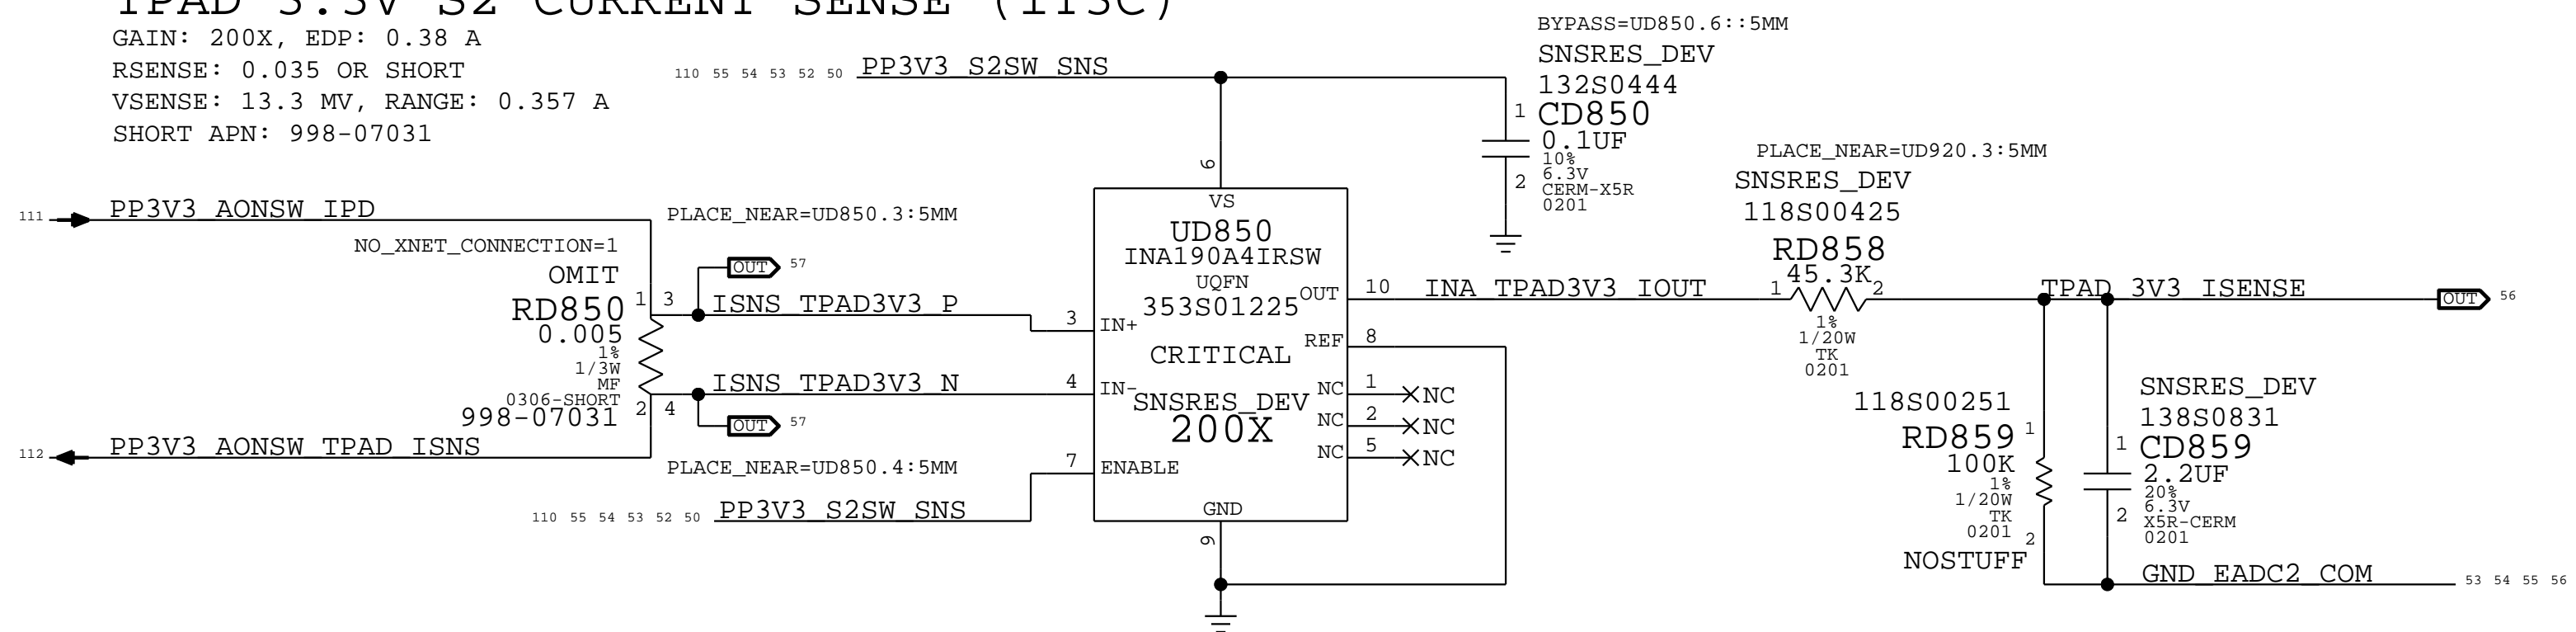 TPAD 3.3V S2 CURRENT SENSE (IT3C)
GAIN: 200X, EDP: 0.38 A
RSENSE: 0.035 OR SHORT
VSENSE: 13.3 MV, RANGE: 0.357 A
SHORT APN: 998-07031
110 55 54 53 52 50 PP3V3_S2SW_SNS
BYPASS=UD850.6::5MM
SNSRES_DEV
132S0444
1 CD850
0.1UF
10%
6.3V
2 CERM-X5R
0201
6
111 PP3V3_AONSW_IPD
PLACE_NEAR=UD850.3:5MM
NO_XNET_CONNECTION=1
OMIT
RD850
0.005
1%
1/3W
MF
0306-SHORT
998-07031
1 3
2 4
OUT 57
ISNS_TPAD3V3_P
3
ISNS_TPAD3V3_N
4
OUT 57
112 PP3V3_AONSW_TPAD_ISNS
PLACE_NEAR=UD850.4:5MM
7
110 55 54 53 52 50 PP3V3_S2SW_SNS
VS
UD850
INA190A4IRSW
UQFN
353S01225
OUT
IN+
REF
CRITICAL
IN-
NC
SNSRES_DEV
NC
200X
NC
ENABLE
GND
9
10 INA_TPAD3V3_IOUT
8
1 NC
2 NC
5 NC
PLACE_NEAR=UD920.3:5MM
SNSRES_DEV
118S00425
RD858
45.3K
1 2
1%
1/20W
TK
0201
TPAD_3V3_ISENSE
OUT 56
118S00251
RD859 1
100K
1%
1/20W
TK
0201
2
NOSTUFF
SNSRES_DEV
138S0831
1 CD859
2.2UF
20%
6.3V
2 X5R-CERM
0201
GND_EADC2_COM 53 54 55 56